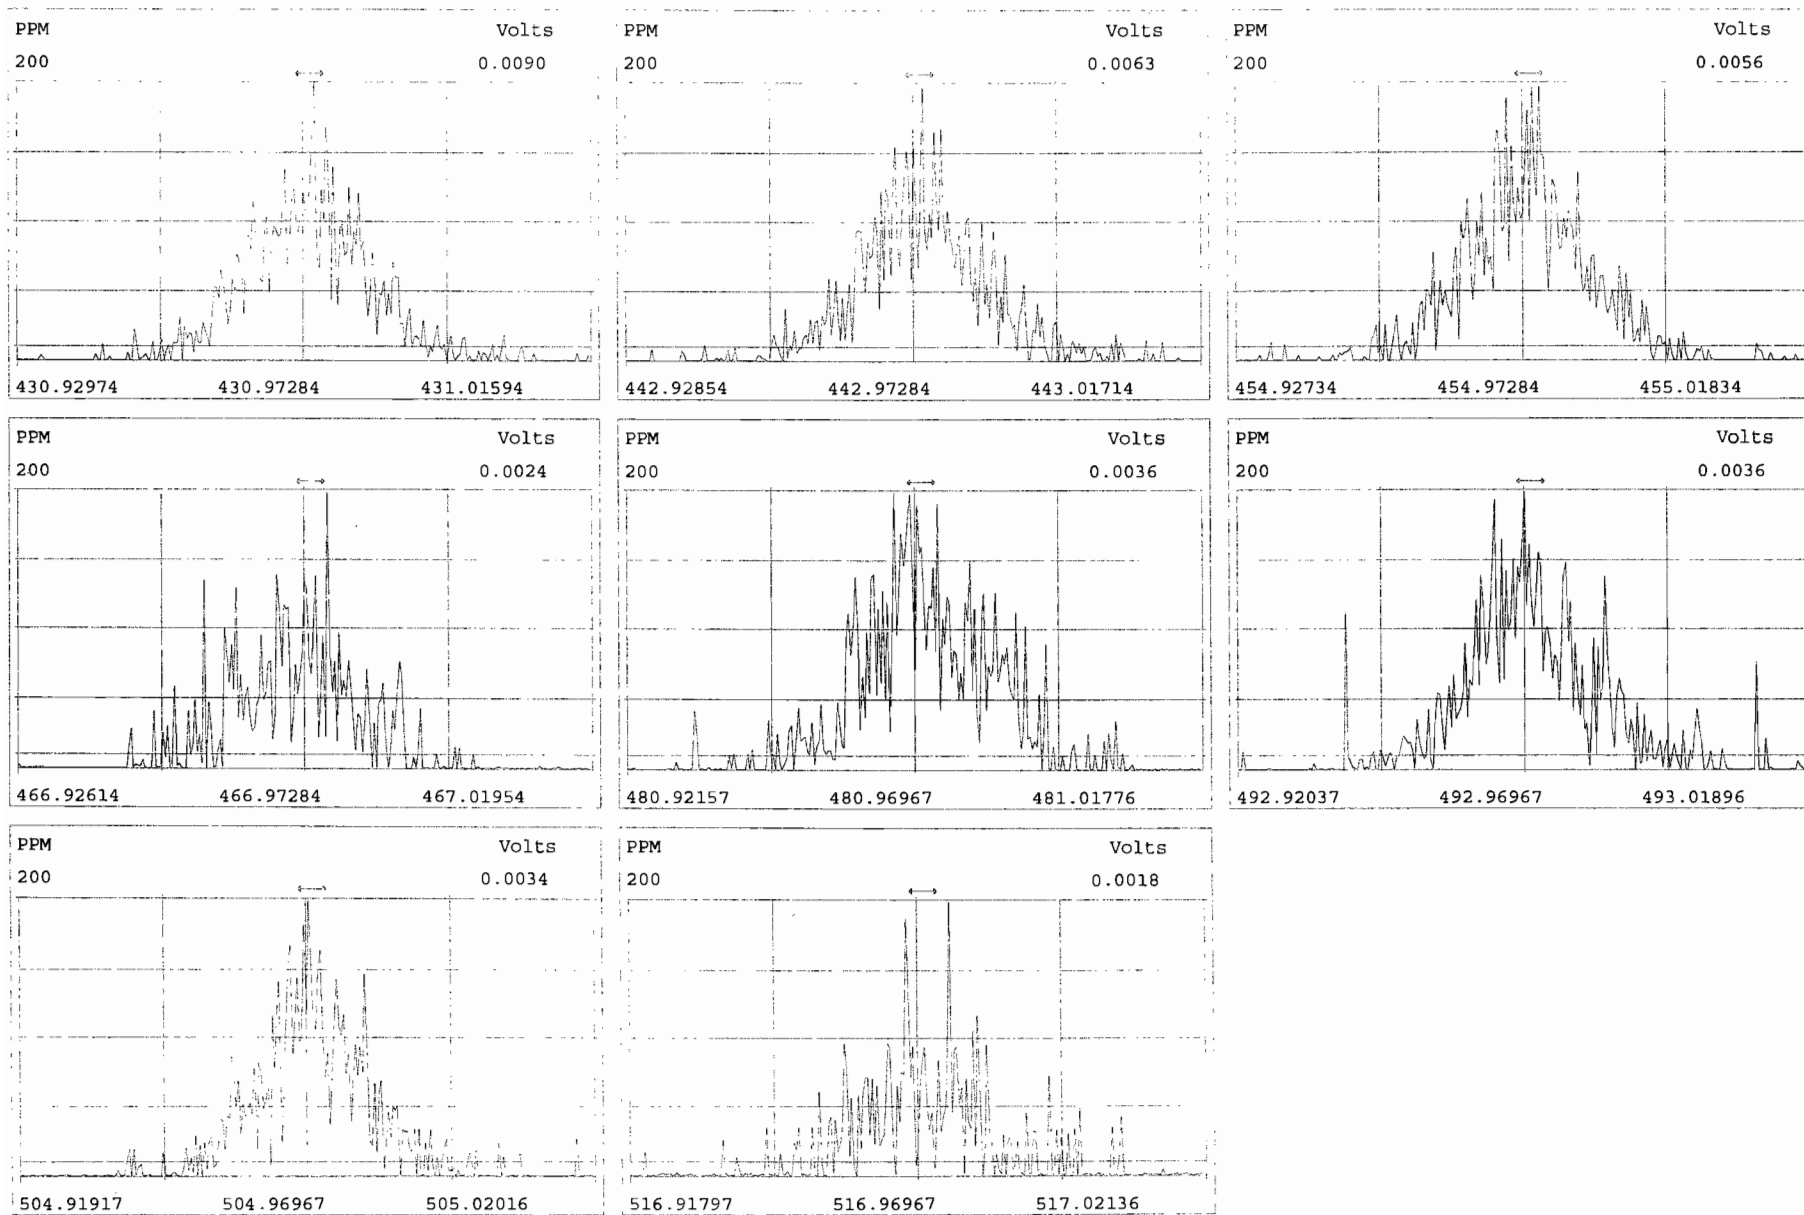 PPM Volts
200 0.0090
430.92974 430.97284 431.01594
PPM Volts
200 0.0063
442.92854 442.97284 443.01714
PPM Volts
200 0.0056
454.92734 454.97284 455.01834
PPM Volts
200 0.0024
466.92614 466.97284 467.01954
PPM Volts
200 0.0036
480.92157 480.96967 481.01776
PPM Volts
200 0.0036
492.92037 492.96967 493.01896
PPM Volts
200 0.0034
504.91917 504.96967 505.02016
PPM Volts
200 0.0018
516.91797 516.96967 517.02136